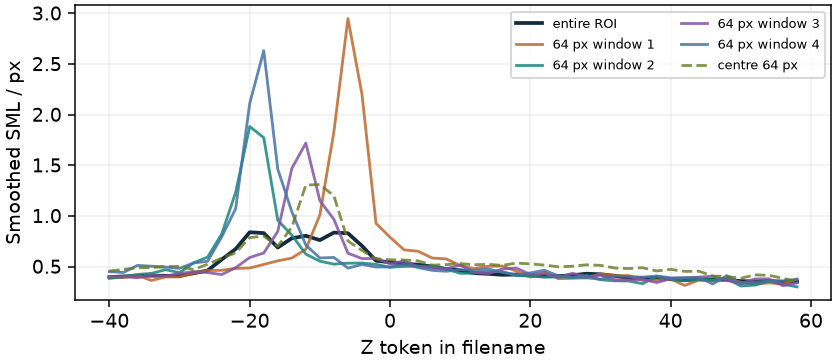 3.0
2.5
2.0
1.5
1.0
0.5
Smoothed SML / px
entire ROI
64 px window 1
64 px window 2
64 px window 3
64 px window 4
centre 64 px
−40 −20 0 20 40 60
Z token in filename